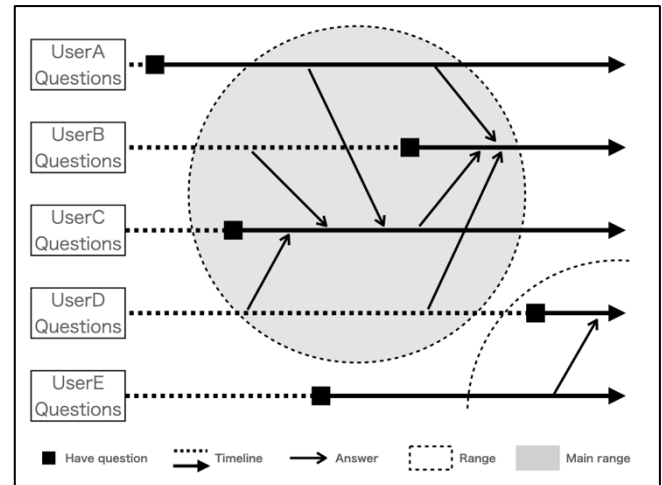 UserA
Questions
UserB
Questions
UserC
Questions
UserD
Questions
UserE
Questions
Have question Timeline Answer Range Main range